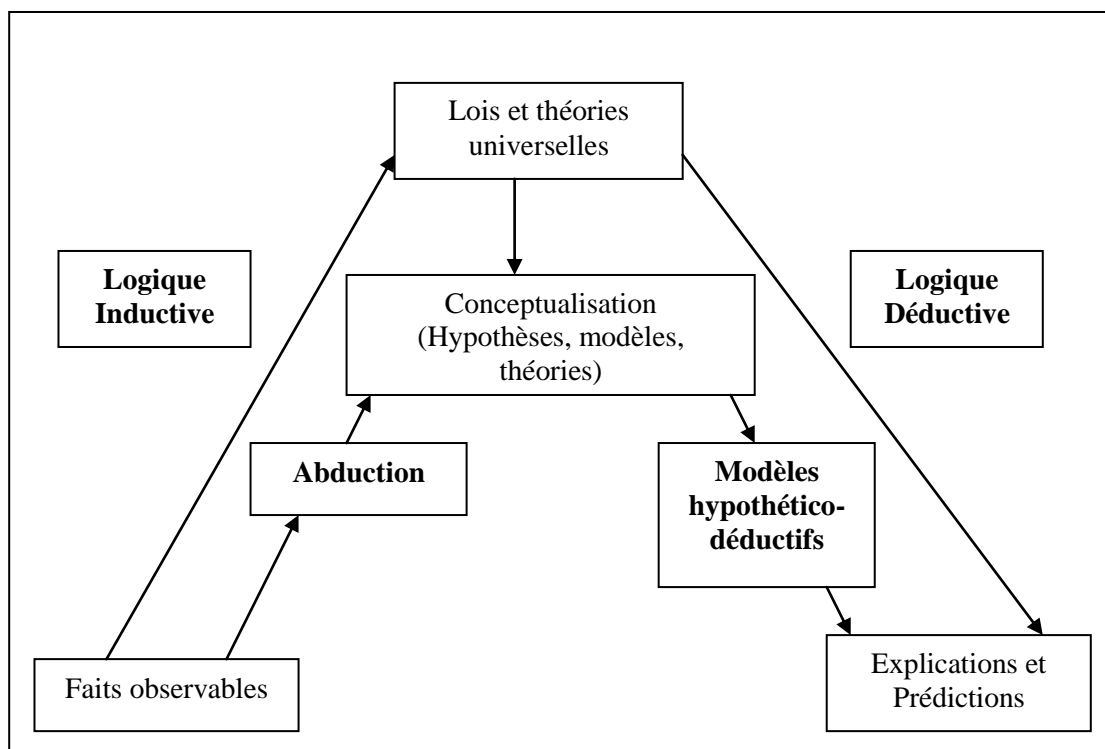 Lois et théories
universelles
Logique
Inductive
Logique
Déductive
Conceptualisation
(Hypothèses, modèles,
théories)
Abduction
Modèles
hypothético-
déductifs
Faits observables
Explications et
Prédictions